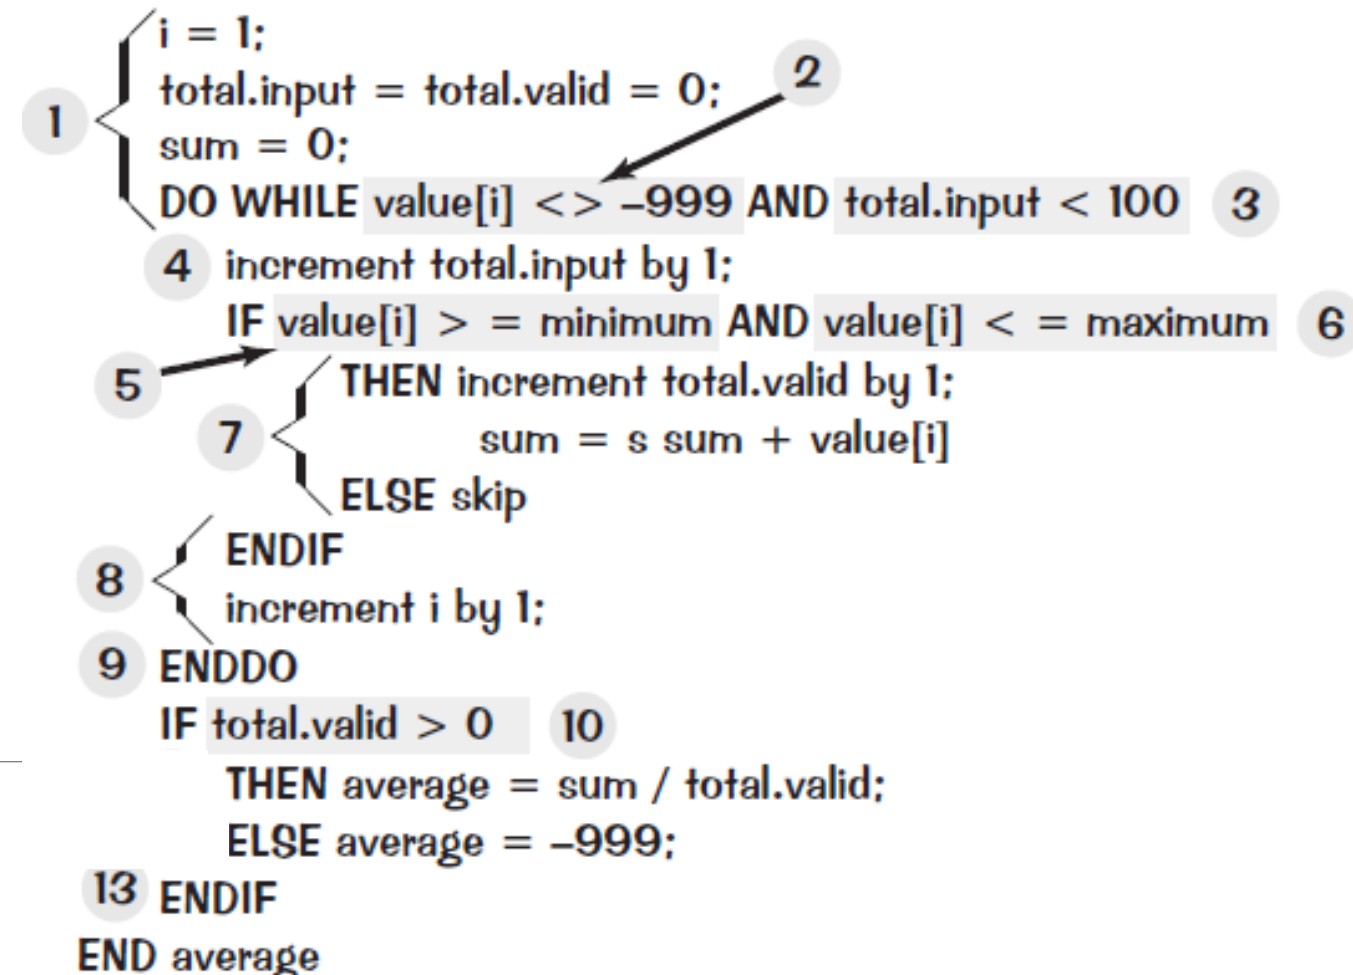 i = 1;
total.input = total.valid = 0;
2
1
sum = 0;
DO WHILE value[i] <> –999 AND total.input < 100 3
4 increment total.input by 1;
IF value[i] > = minimum AND value[i] < = maximum 6
5
THEN increment total.valid by 1;
7
sum = s sum + value[i]
ELSE skip
ENDIF
8
increment i by 1;
9 ENDDO
IF total.valid > 0 10
THEN average = sum / total.valid;
ELSE average = –999;
13 ENDIF
END average